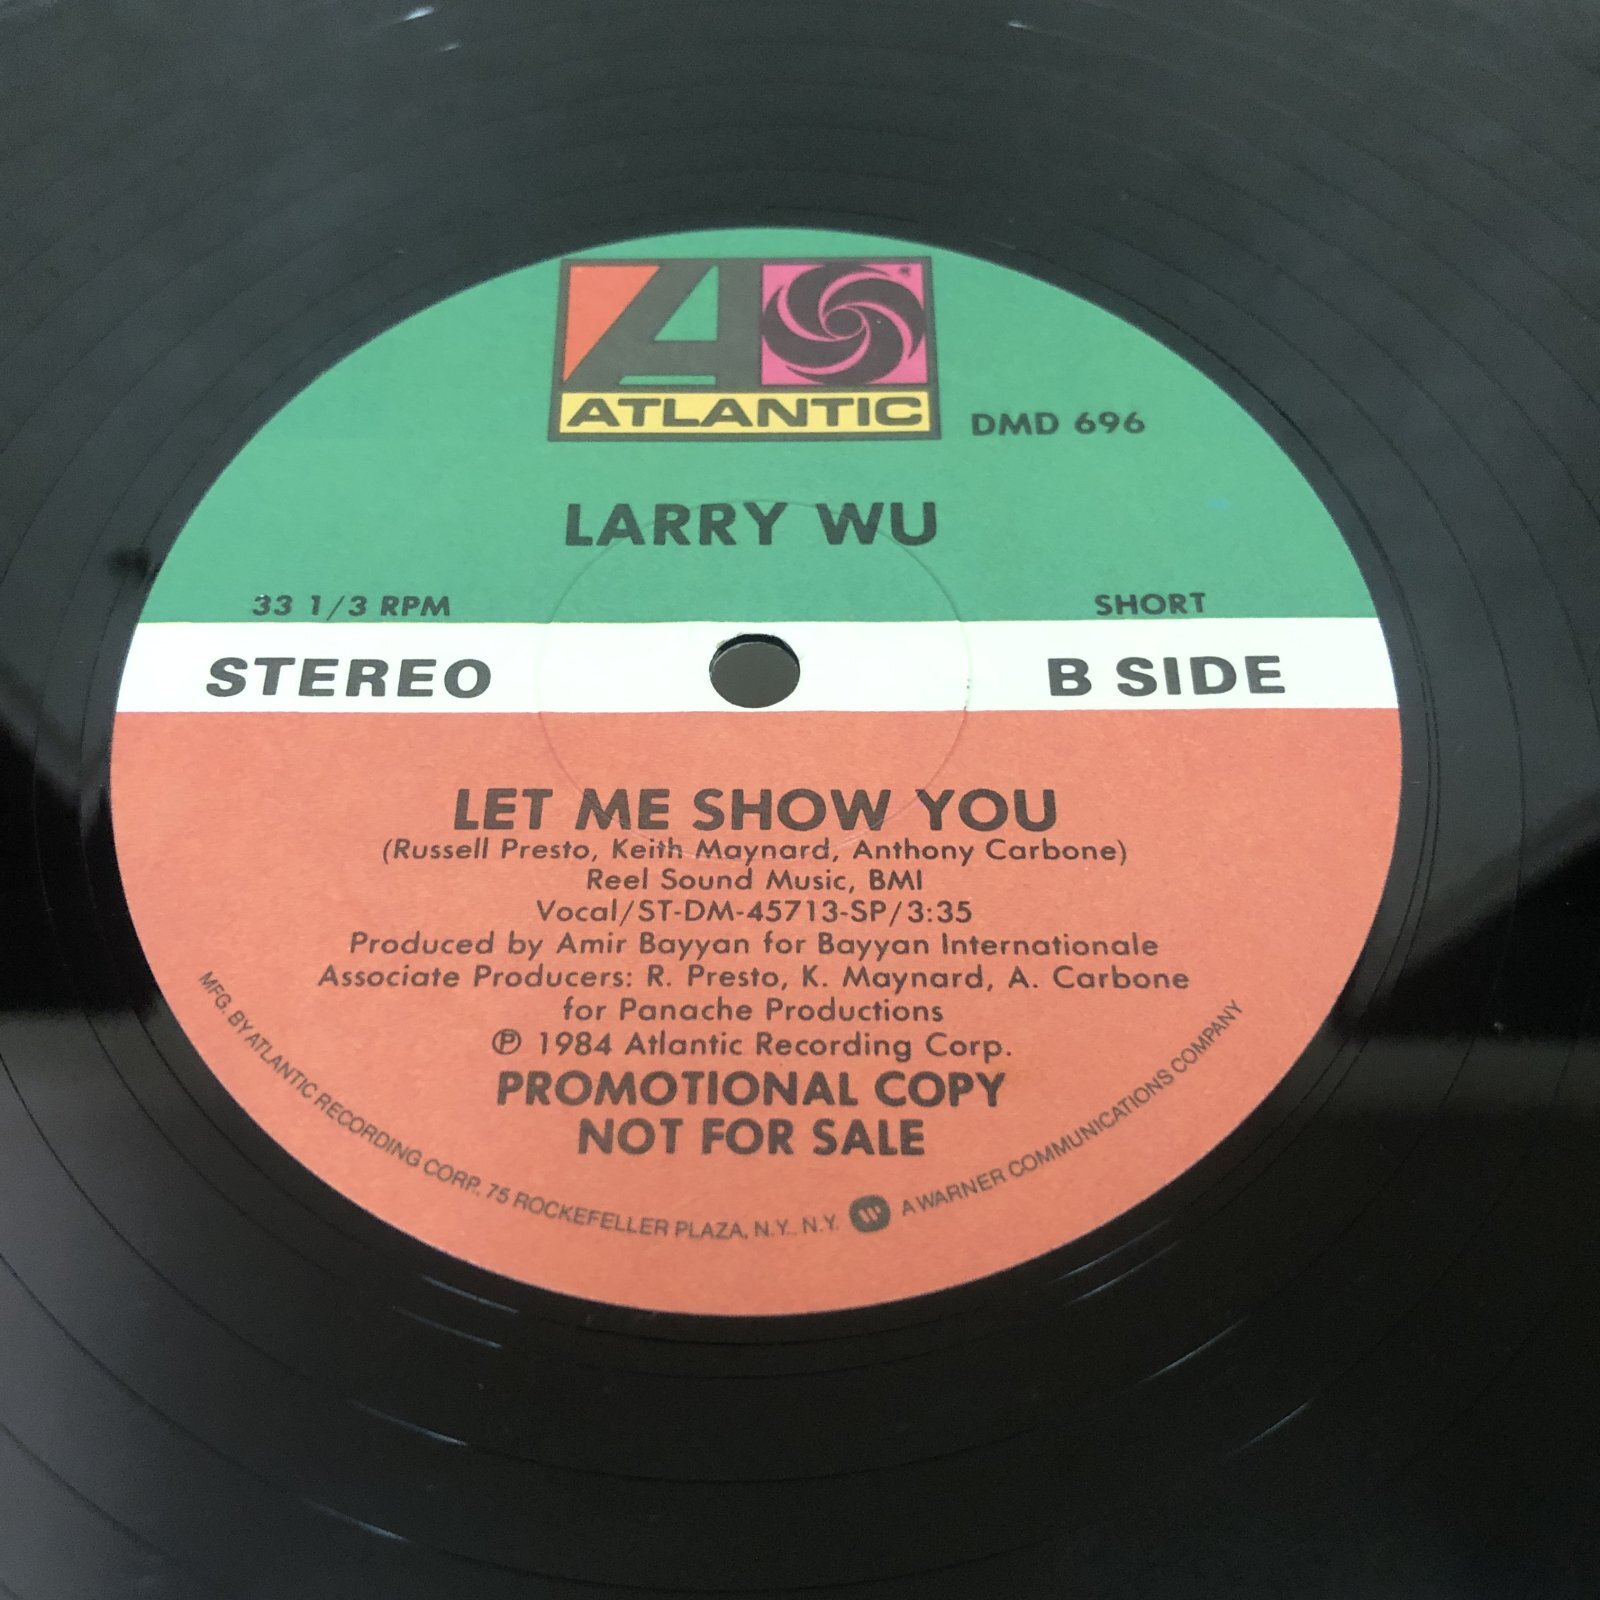 ATLANTIC
DMD 696
LARRY WU
33 1/3 RPM
SHORT
STEREO
B SIDE
LET ME SHOW YOU
(Russell Presto, Keith Maynard, Anthony Carbone)
Reel Sound Music, BMI
Vocal/ST-DM-45713-SP/3:35
Produced by Amir Bayyan for Bayyan Internationale
Associate Producers: R. Presto, K. Maynard, A. Carbone
for Panache Productions
℗ 1984 Atlantic Recording Corp.
PROMOTIONAL COPY
NOT FOR SALE
MFG. BY ATLANTIC RECORDING CORP., 75 ROCKEFELLER PLAZA, N.Y., N.Y. A WARNER COMMUNICATIONS COMPANY